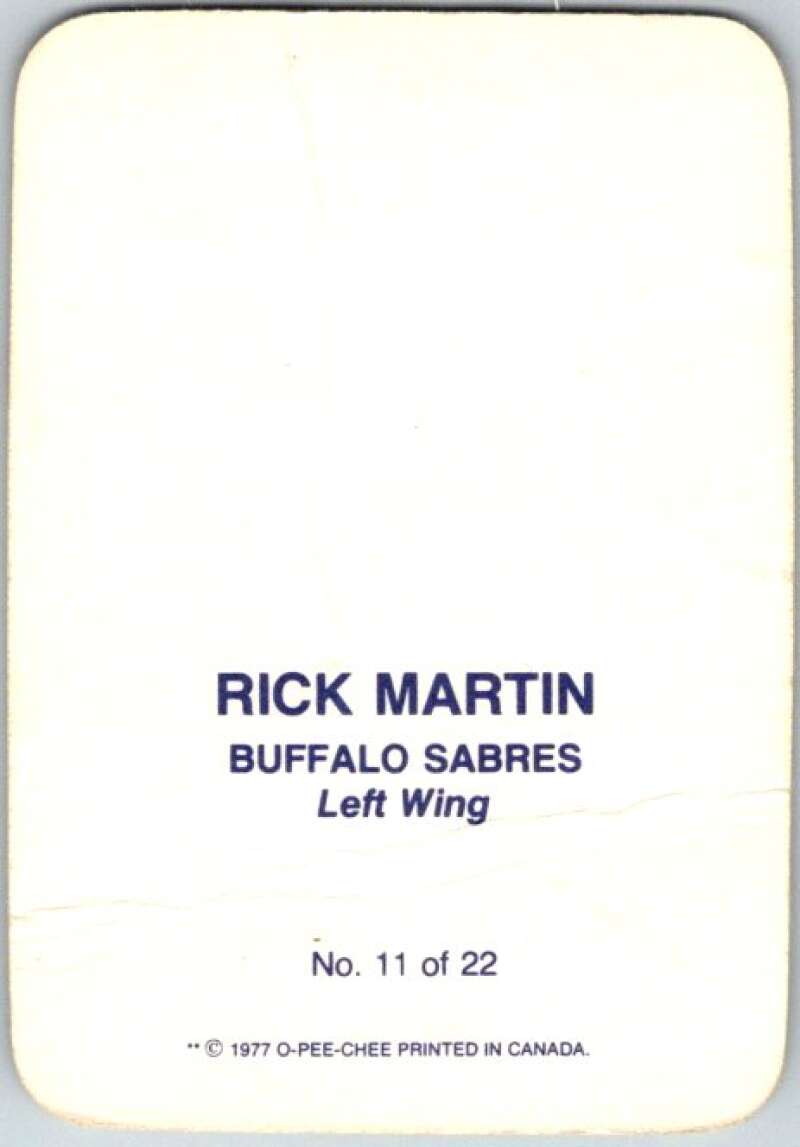 RICK MARTIN
BUFFALO SABRES
Left Wing
No. 11 of 22
** © 1977 O-PEE-CHEE PRINTED IN CANADA.